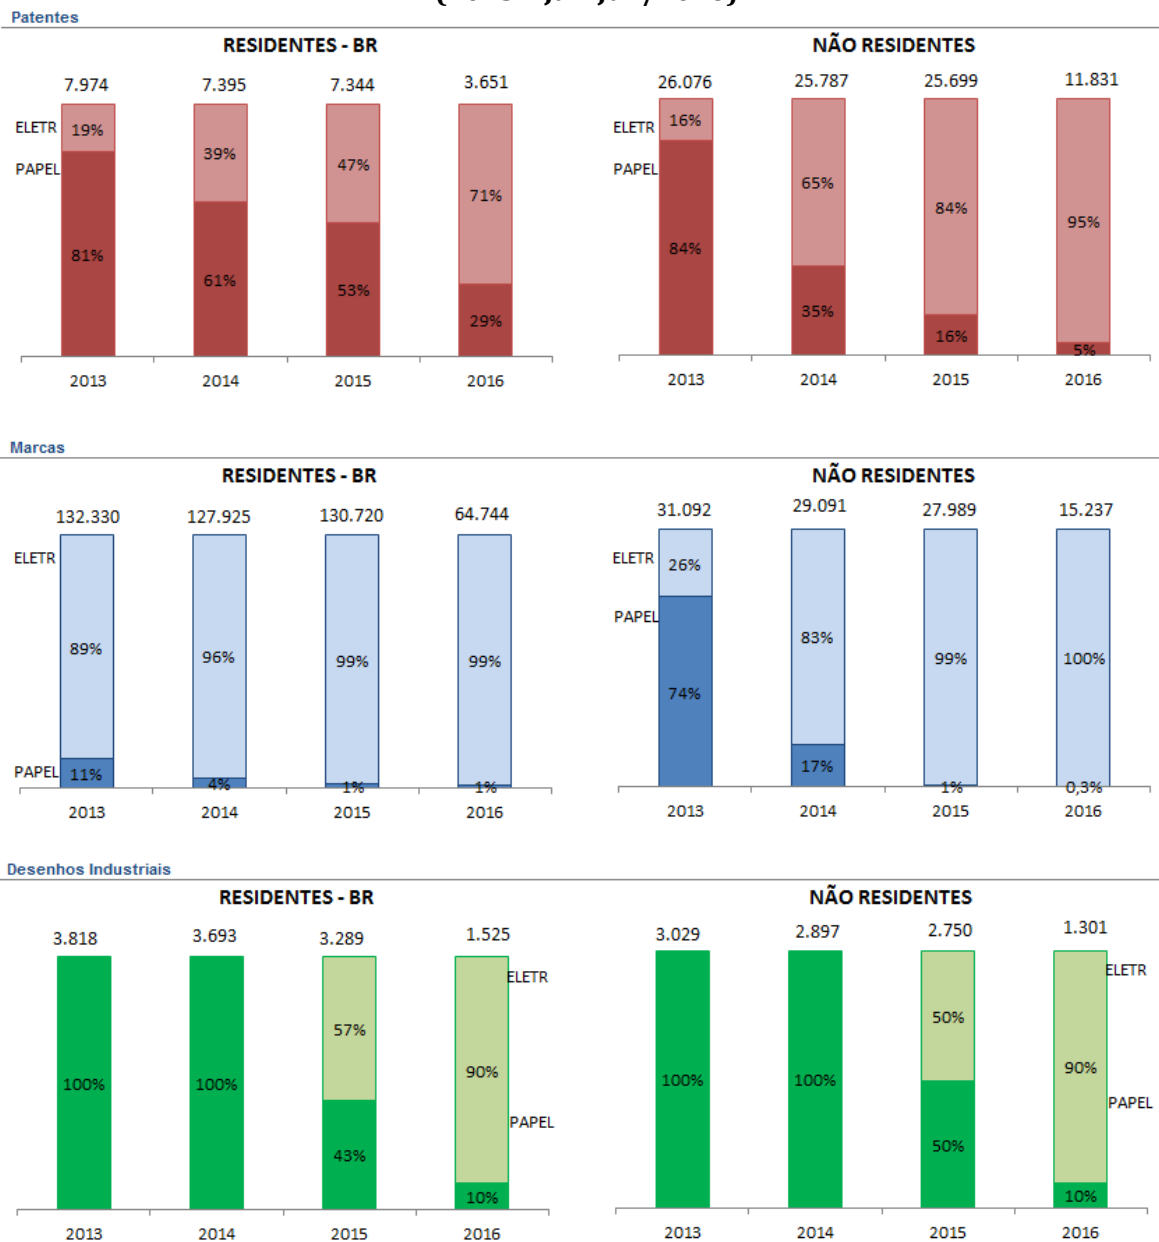 Patentes
RESIDENTES - BR
7.974 7.395 7.344 3.651
ELETR 19% 39% 47% 71%
PAPEL 81% 61% 53% 29%
2013 2014 2015 2016
NÃO RESIDENTES
26.076 25.787 25.699 11.831
ELETR 16% 65% 84% 95%
PAPEL 84% 35% 16% 5%
2013 2014 2015 2016
Marcas
RESIDENTES - BR
132.330 127.925 130.720 64.744
ELETR 89% 96% 99% 99%
PAPEL 11% 4% 1% 1%
2013 2014 2015 2016
NÃO RESIDENTES
31.092 29.091 27.989 15.237
ELETR 26% 83% 99% 100%
PAPEL 74% 17% 1% 0,3%
2013 2014 2015 2016
Desenhos Industriais
RESIDENTES - BR
3.818 3.693 3.289 1.525
57% 90% ELETR
100% 100% 43% 10% PAPEL
2013 2014 2015 2016
NÃO RESIDENTES
3.029 2.897 2.750 1.301
50% 90% ELETR
100% 100% 50% 10% PAPEL
2013 2014 2015 2016